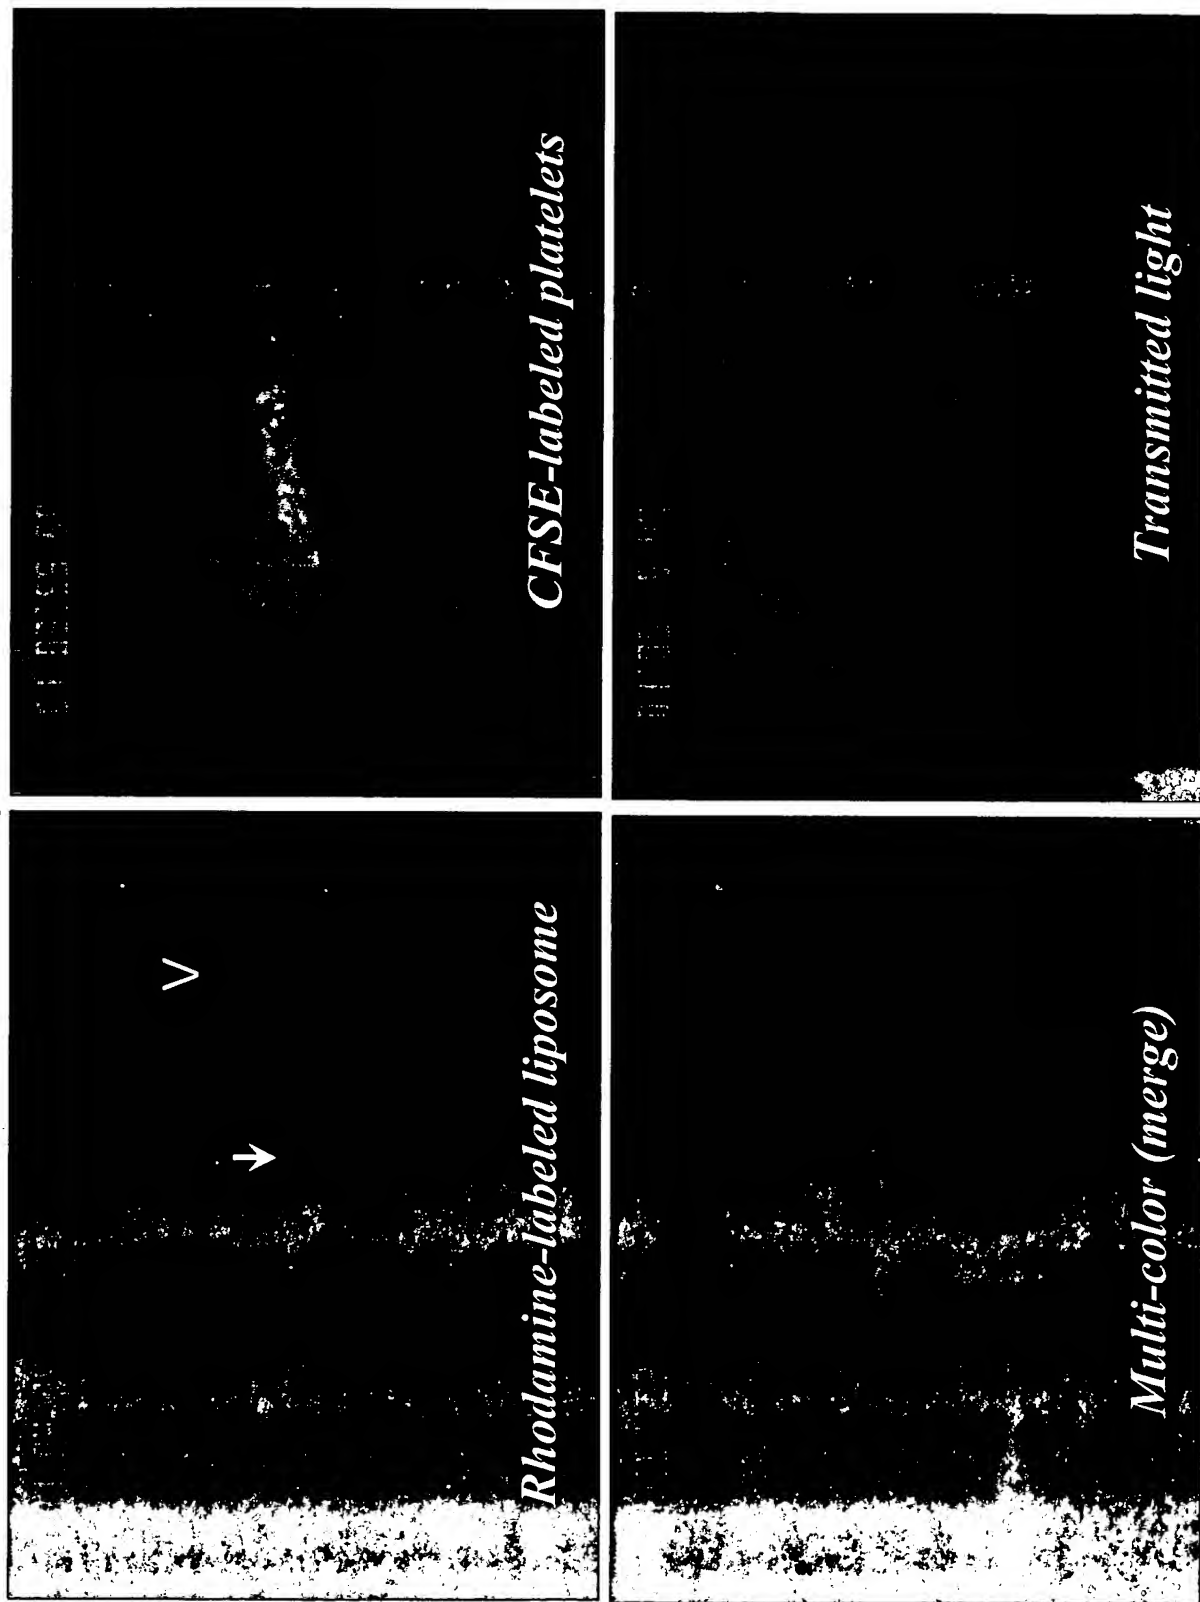 Rhodamine-labeled liposome
CFSE-labeled platelets
V
Multi-color (merge)
Transmitted light